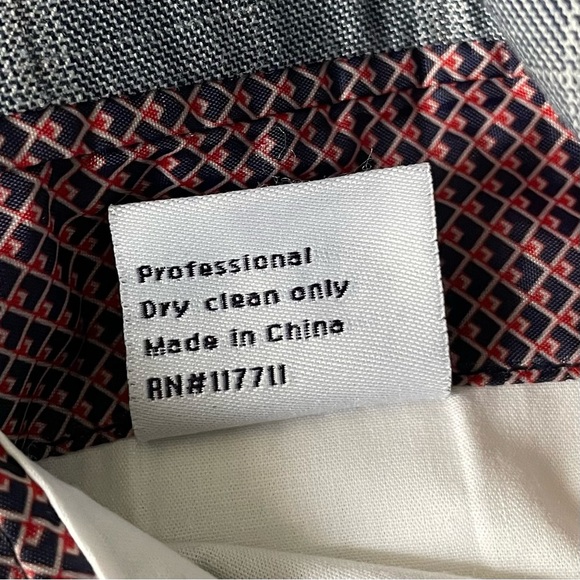 Professional
Dry clean only
Made in China
RN#117711